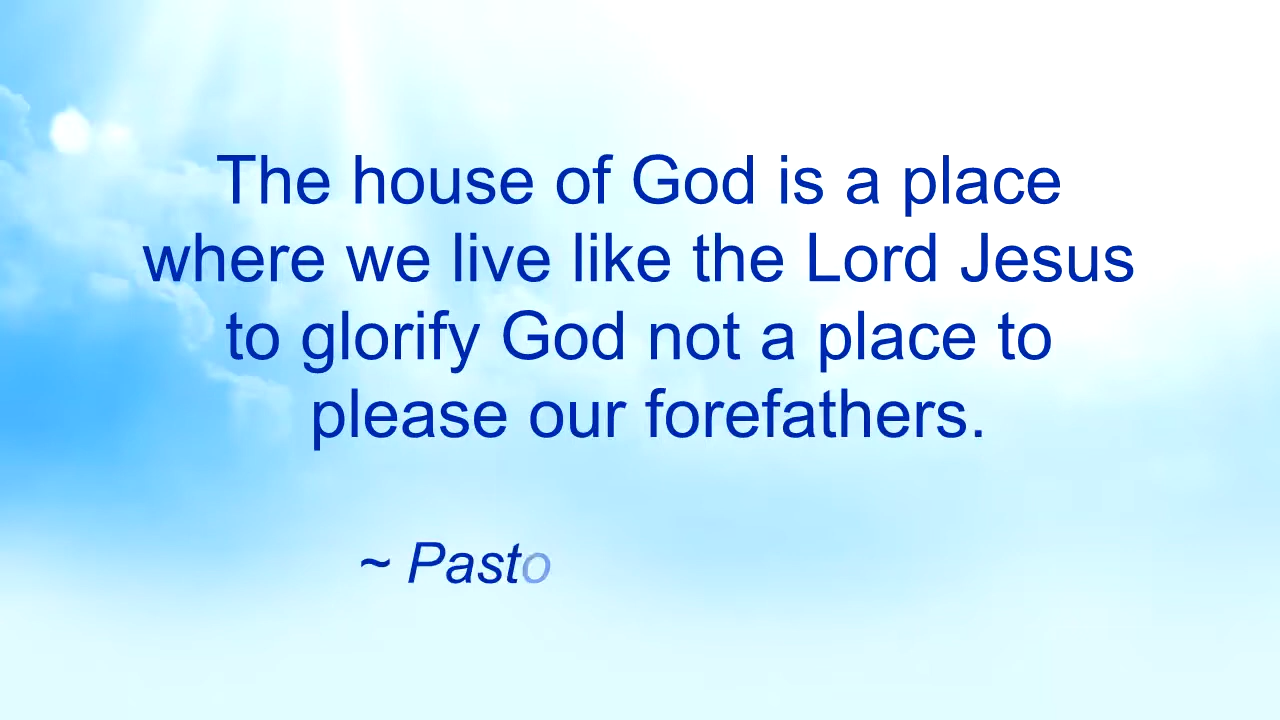 The house of God is a place
where we live like the Lord Jesus
to glorify God not a place to
please our forefathers.
~ Pasto